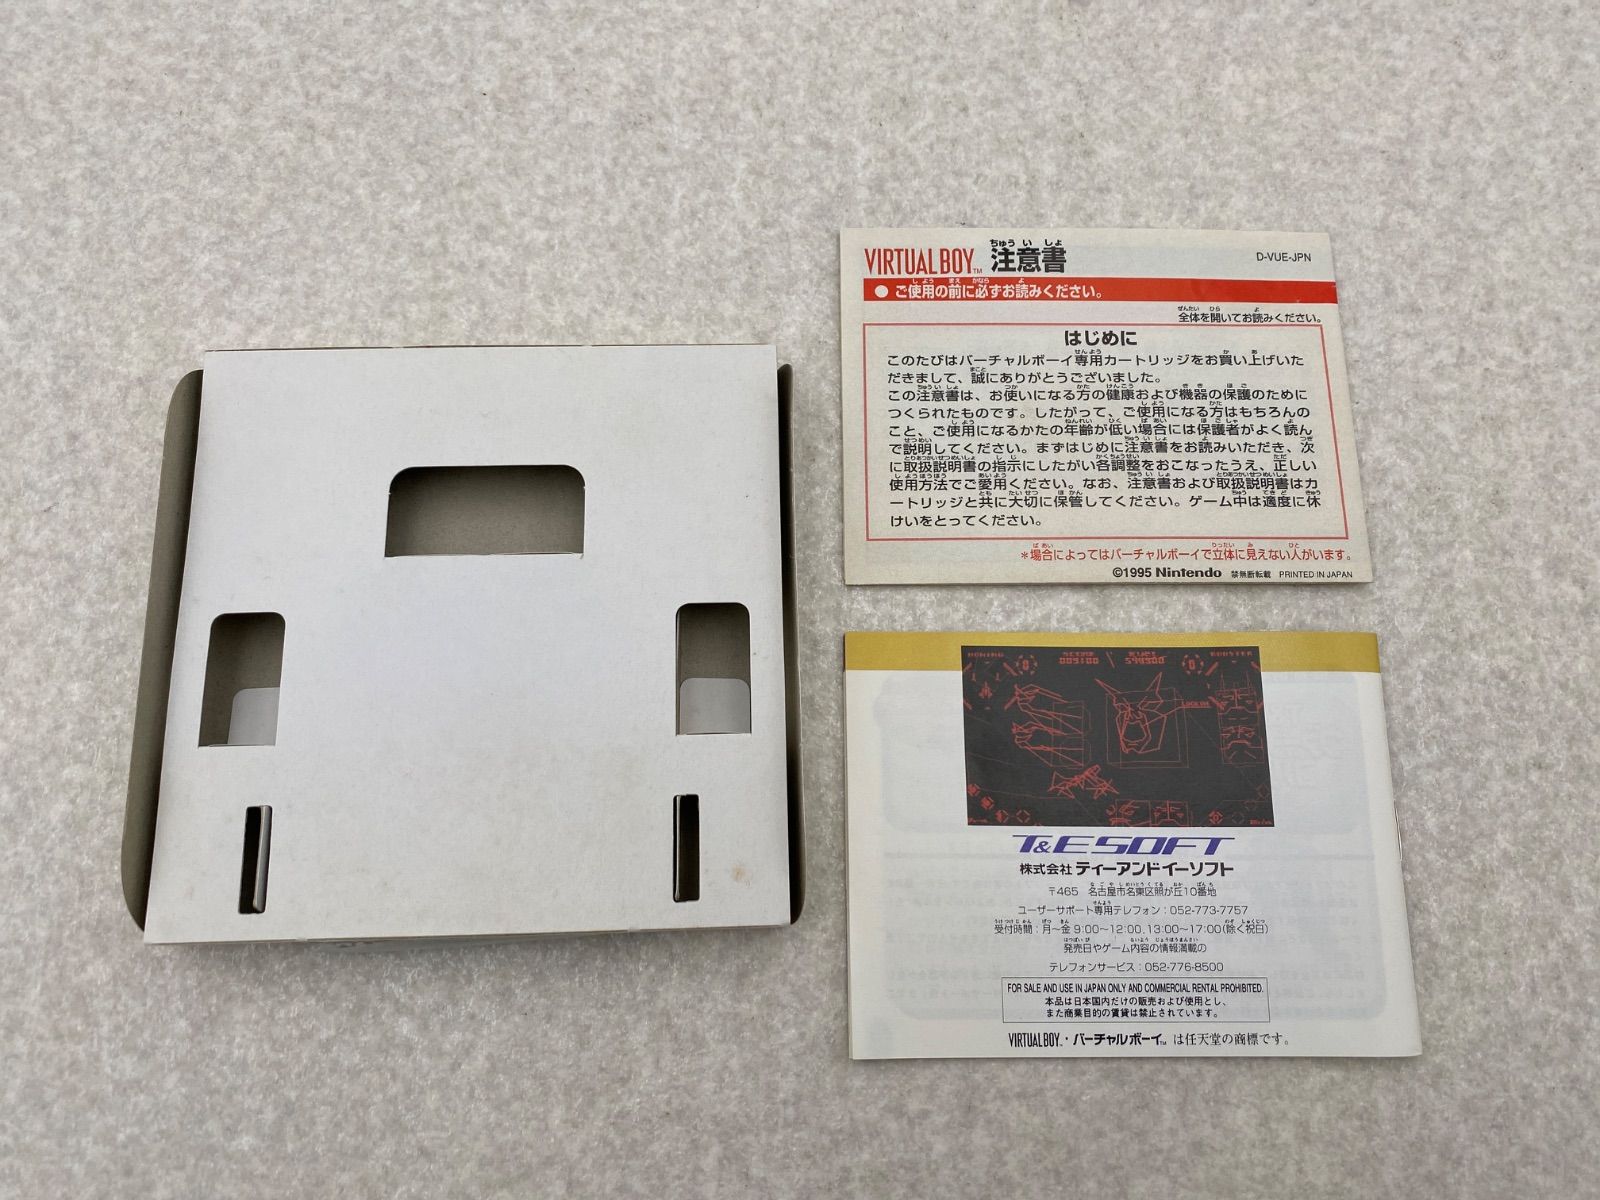 VIRTUAL BOY™ 注意書
ちゅういしょ
D-VUE-JPN
●ご使用の前に必ずお読みください。
全体を開いてお読みください。
はじめに
このたびはバーチャルボーイ専用カートリッジをお買い上げいた
だきまして、誠にありがとうございました。
この注意書は、お使いになる方の健康および機器の保護のために
つくられたものです。したがって、ご使用になる方はもちろんの
こと、ご使用になるかたの年齢が低い場合には保護者がよく読ん
で説明してください。まずはじめに注意書をお読みいただき、次
に取扱説明書の指示にしたがい各調整をおこなったうえ、正しい
使用方法でご愛用ください。なお、注意書および取扱説明書はカ
ートリッジと共に大切に保管してください。ゲーム中は適度に休
けいをとってください。
＊場合によってはバーチャルボーイで立体に見えない人がいます。
©1995 Nintendo 禁無断転載 PRINTED IN JAPAN
SCORE
BOOSTER
T&E SOFT
株式会社 ティーアンドイーソフト
〒465 名古屋市名東区照が丘10番地
ユーザーサポート専用テレフォン：052-773-7757
受付時間：月〜金 9:00〜12:00,13:00〜17:00(除く祝日)
発売日やゲーム内容の情報満載の
テレフォンサービス：052-776-8500
FOR SALE AND USE IN JAPAN ONLY AND COMMERCIAL RENTAL PROHIBITED.
本品は日本国内だけの販売および使用とし、
また商業目的の賃貸は禁止されています。
VIRTUAL BOY™・バーチャルボーイ™ は任天堂の商標です。